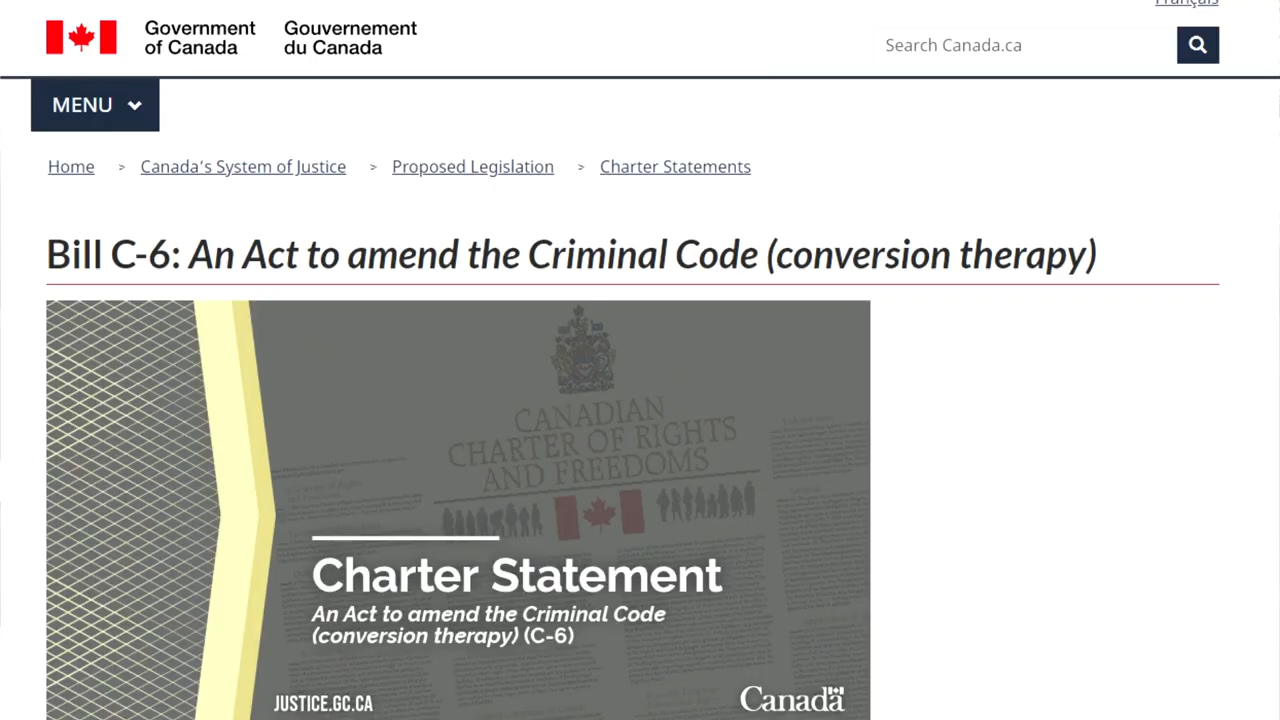 Français
Government Gouvernement
of Canada du Canada
Search Canada.ca
MENU
Home > Canada's System of Justice > Proposed Legislation > Charter Statements
Bill C-6: An Act to amend the Criminal Code (conversion therapy)
CANADIAN
CHARTER OF RIGHTS
AND FREEDOMS
Charter Statement
An Act to amend the Criminal Code
(conversion therapy) (C-6)
JUSTICE.GC.CA
Canada